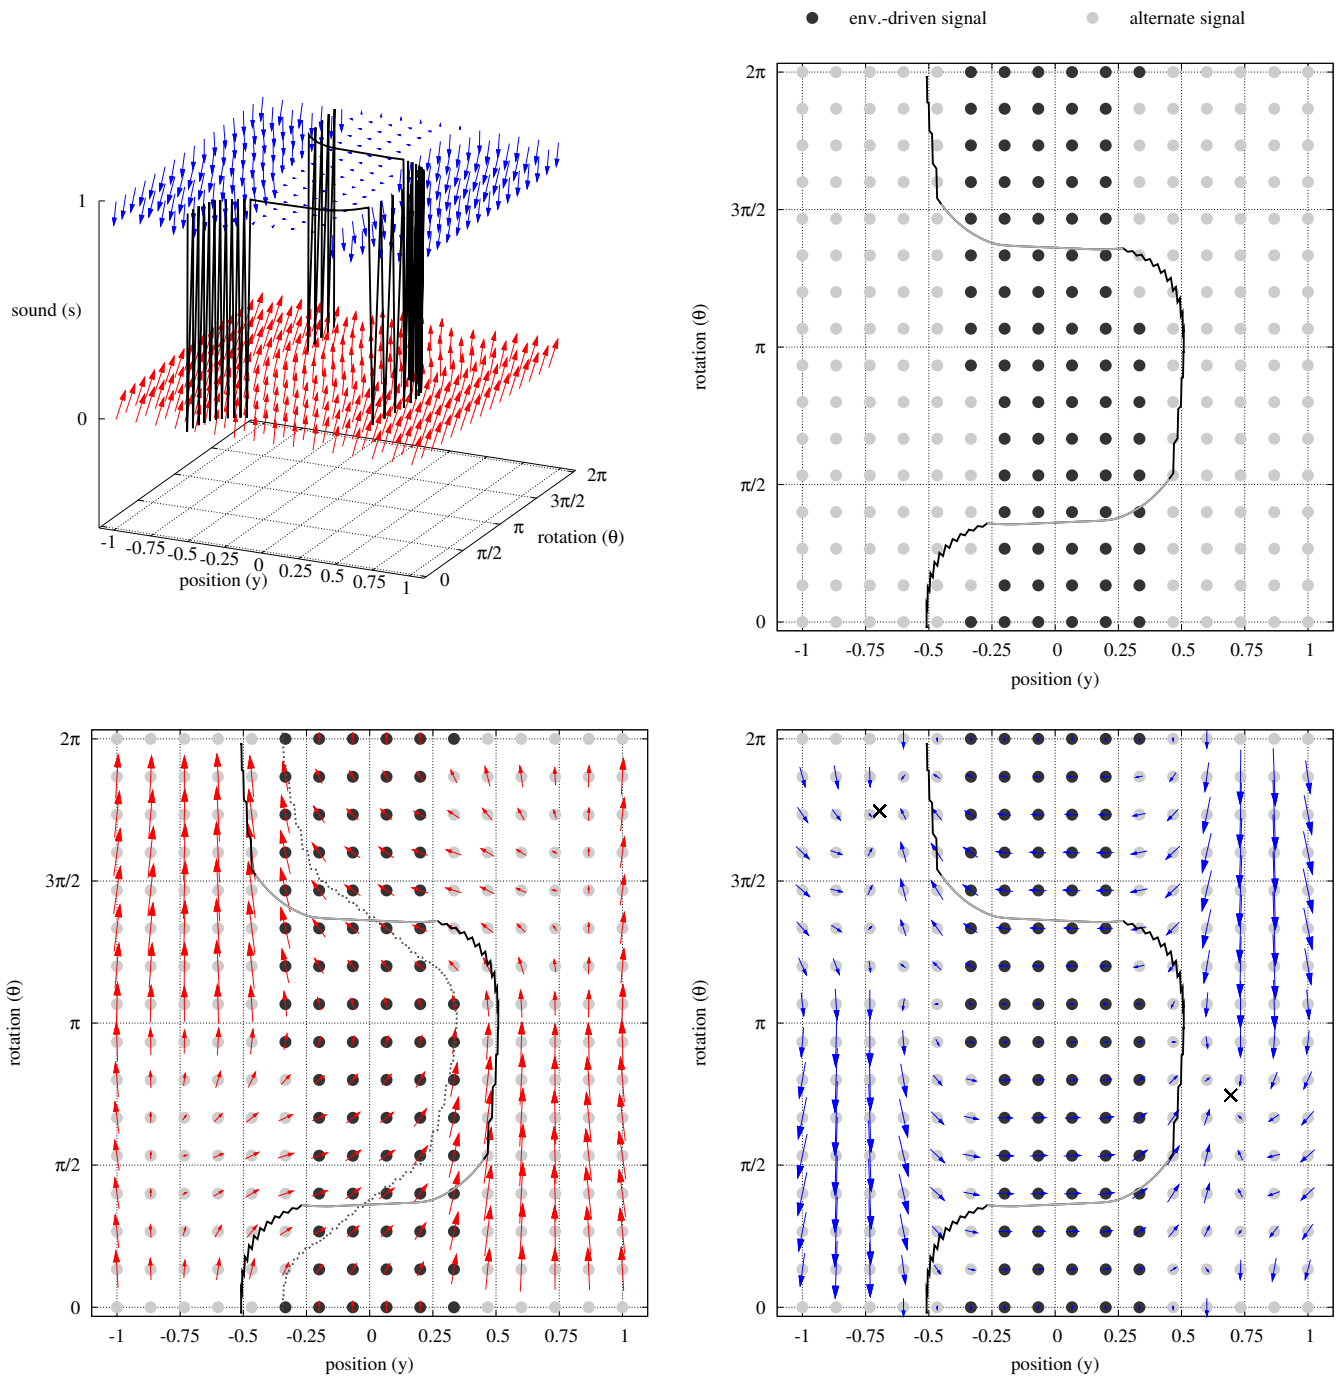 env.-driven signal
alternate signal
1
sound (s)
0
-1
-0.75
-0.5
-0.25
0
0.25
0.5
0.75
1
position (y)
0
π/2
π
3π/2
2π
rotation (θ)
2π
3π/2
π
π/2
0
rotation (θ)
-1 -0.75 -0.5 -0.25 0 0.25 0.5 0.75 1
position (y)
2π
3π/2
π
π/2
0
rotation (θ)
-1 -0.75 -0.5 -0.25 0 0.25 0.5 0.75 1
position (y)
2π
3π/2
π
π/2
0
rotation (θ)
-1 -0.75 -0.5 -0.25 0 0.25 0.5 0.75 1
position (y)